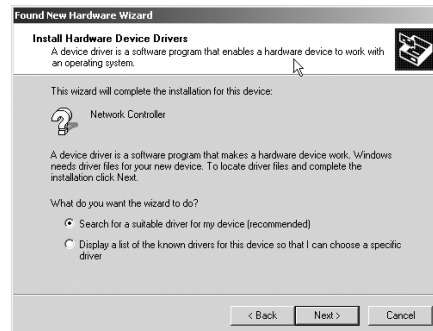 Found New Hardware Wizard
Install Hardware Device Drivers
A device driver is a software program that enables a hardware device to work with
an operating system.
This wizard will complete the installation for this device:
Network Controller
A device driver is a software program that makes a hardware device work. Windows
needs driver files for your new device. To locate driver files and complete the
installation click Next.
What do you want the wizard to do?
Search for a suitable driver for my device (recommended)
Display a list of the known drivers for this device so that I can choose a specific
driver
< Back Next > Cancel